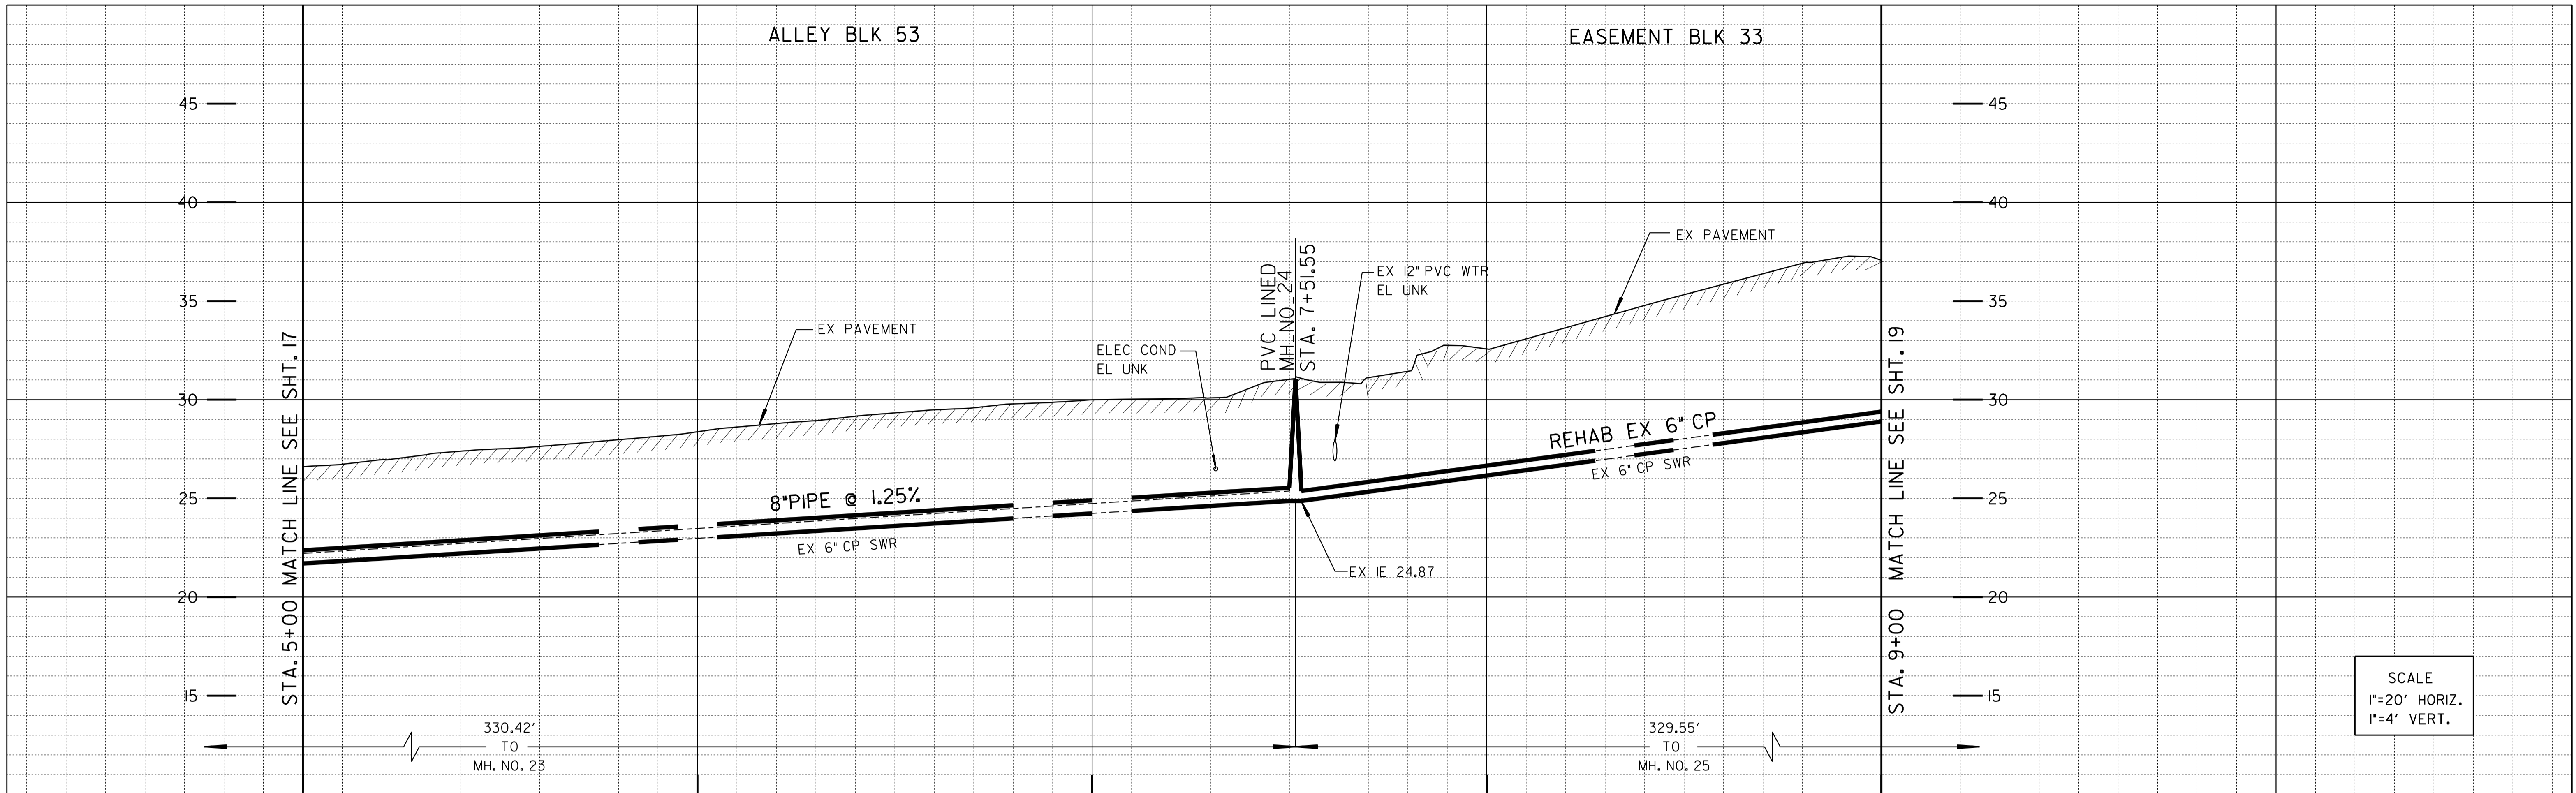 ALLEY BLK 53
EASEMENT BLK 33
45
40
35
30
25
20
15
45
40
35
30
25
20
15
STA. 5+00 MATCH LINE SEE SHT. 17
EX PAVEMENT
8" PIPE @ 1.25%
EX 6" CP SWR
ELEC COND
EL UNK
PVC LINED
MH. NO. 24
STA. 7+51.55
EX 12" PVC WTR
EL UNK
EX IE 24.87
EX PAVEMENT
REHAB EX 6" CP
EX 6" CP SWR
STA. 9+00 MATCH LINE SEE SHT. 19
330.42'
TO
MH. NO. 23
329.55'
TO
MH. NO. 25
SCALE
1"=20' HORIZ.
1"=4' VERT.